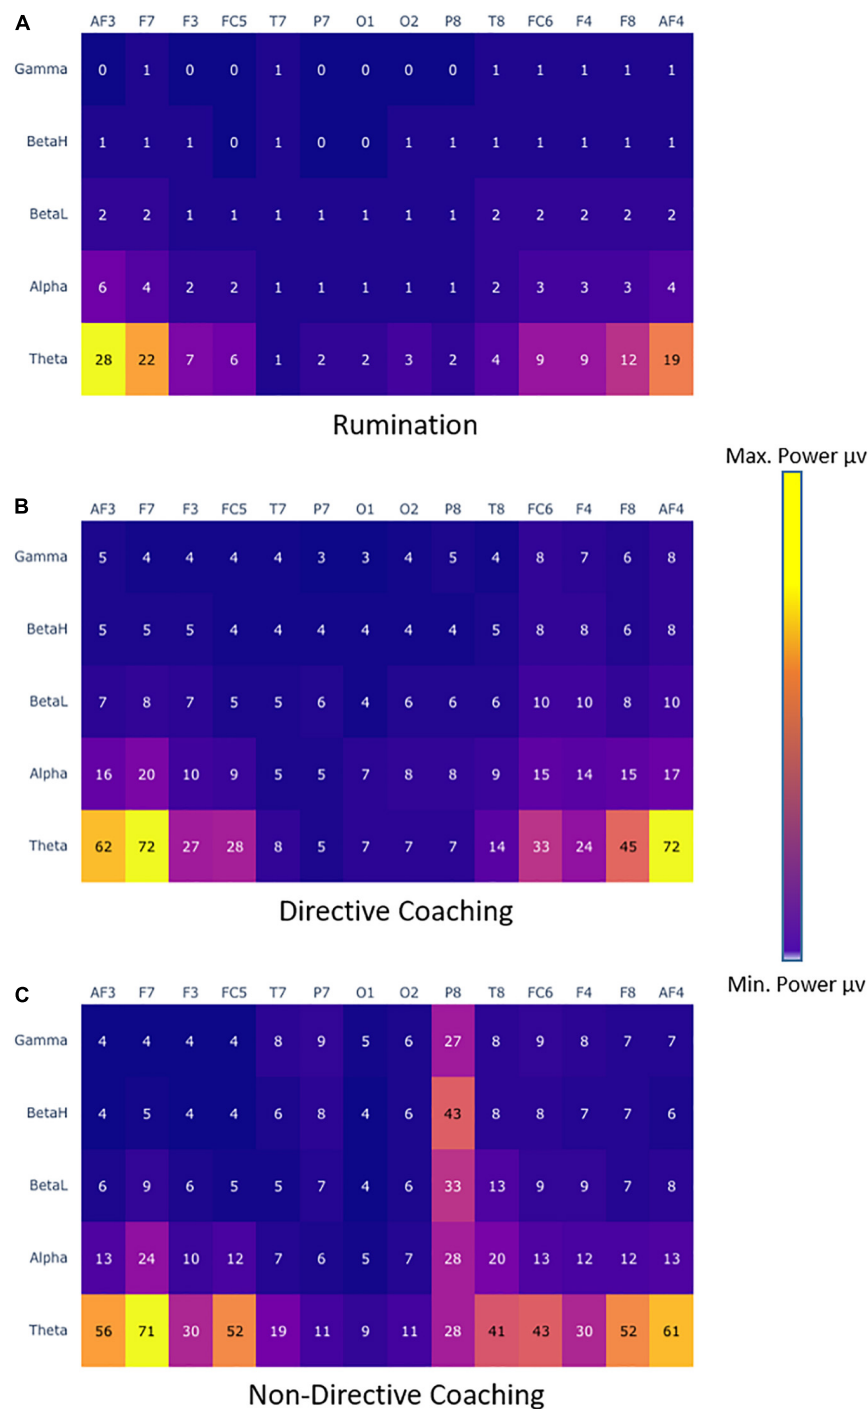 A
AF3 F7 F3 FC5 T7 P7 O1 O2 P8 T8 FC6 F4 F8 AF4
Gamma 0 1 0 0 1 0 0 0 0 1 1 1 1 1
BetaH 1 1 1 0 1 0 0 1 1 1 1 1 1 1
BetaL 2 2 1 1 1 1 1 1 1 2 2 2 2 2
Alpha 6 4 2 2 1 1 1 1 1 2 3 3 3 4
Theta 28 22 7 6 1 2 2 3 2 4 9 9 12 19
Rumination
Max. Power μv
B
AF3 F7 F3 FC5 T7 P7 O1 O2 P8 T8 FC6 F4 F8 AF4
Gamma 5 4 4 4 4 3 3 4 5 4 8 7 6 8
BetaH 5 5 5 4 4 4 4 4 4 5 8 8 6 8
BetaL 7 8 7 5 5 6 4 6 6 6 10 10 8 10
Alpha 16 20 10 9 5 5 7 8 8 9 15 14 15 17
Theta 62 72 27 28 8 5 7 7 7 14 33 24 45 72
Directive Coaching
Min. Power μv
C
AF3 F7 F3 FC5 T7 P7 O1 O2 P8 T8 FC6 F4 F8 AF4
Gamma 4 4 4 4 8 9 5 6 27 8 9 8 7 7
BetaH 4 5 4 4 6 8 4 6 43 8 8 7 7 6
BetaL 6 9 6 5 5 7 4 6 33 13 9 9 7 8
Alpha 13 24 10 12 7 6 5 7 28 20 13 12 12 13
Theta 56 71 30 52 19 11 9 11 28 41 43 30 52 61
Non-Directive Coaching